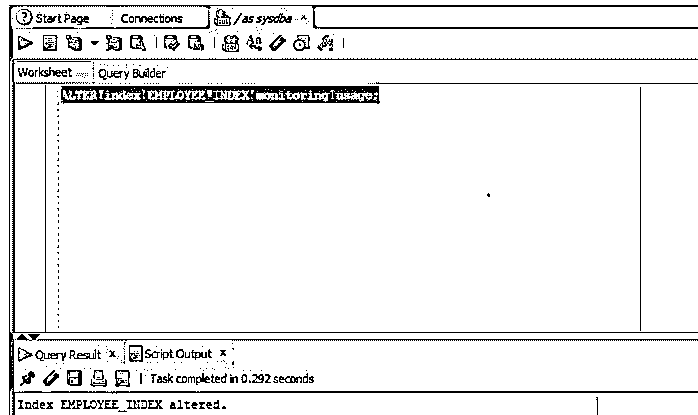 Start Page Connections / as sysdba
Worksheet Query Builder
ALTER index EMPLOYEE_INDEX monitoring usage;
Query Result Script Output
Task completed in 0.292 seconds
Index EMPLOYEE_INDEX altered.